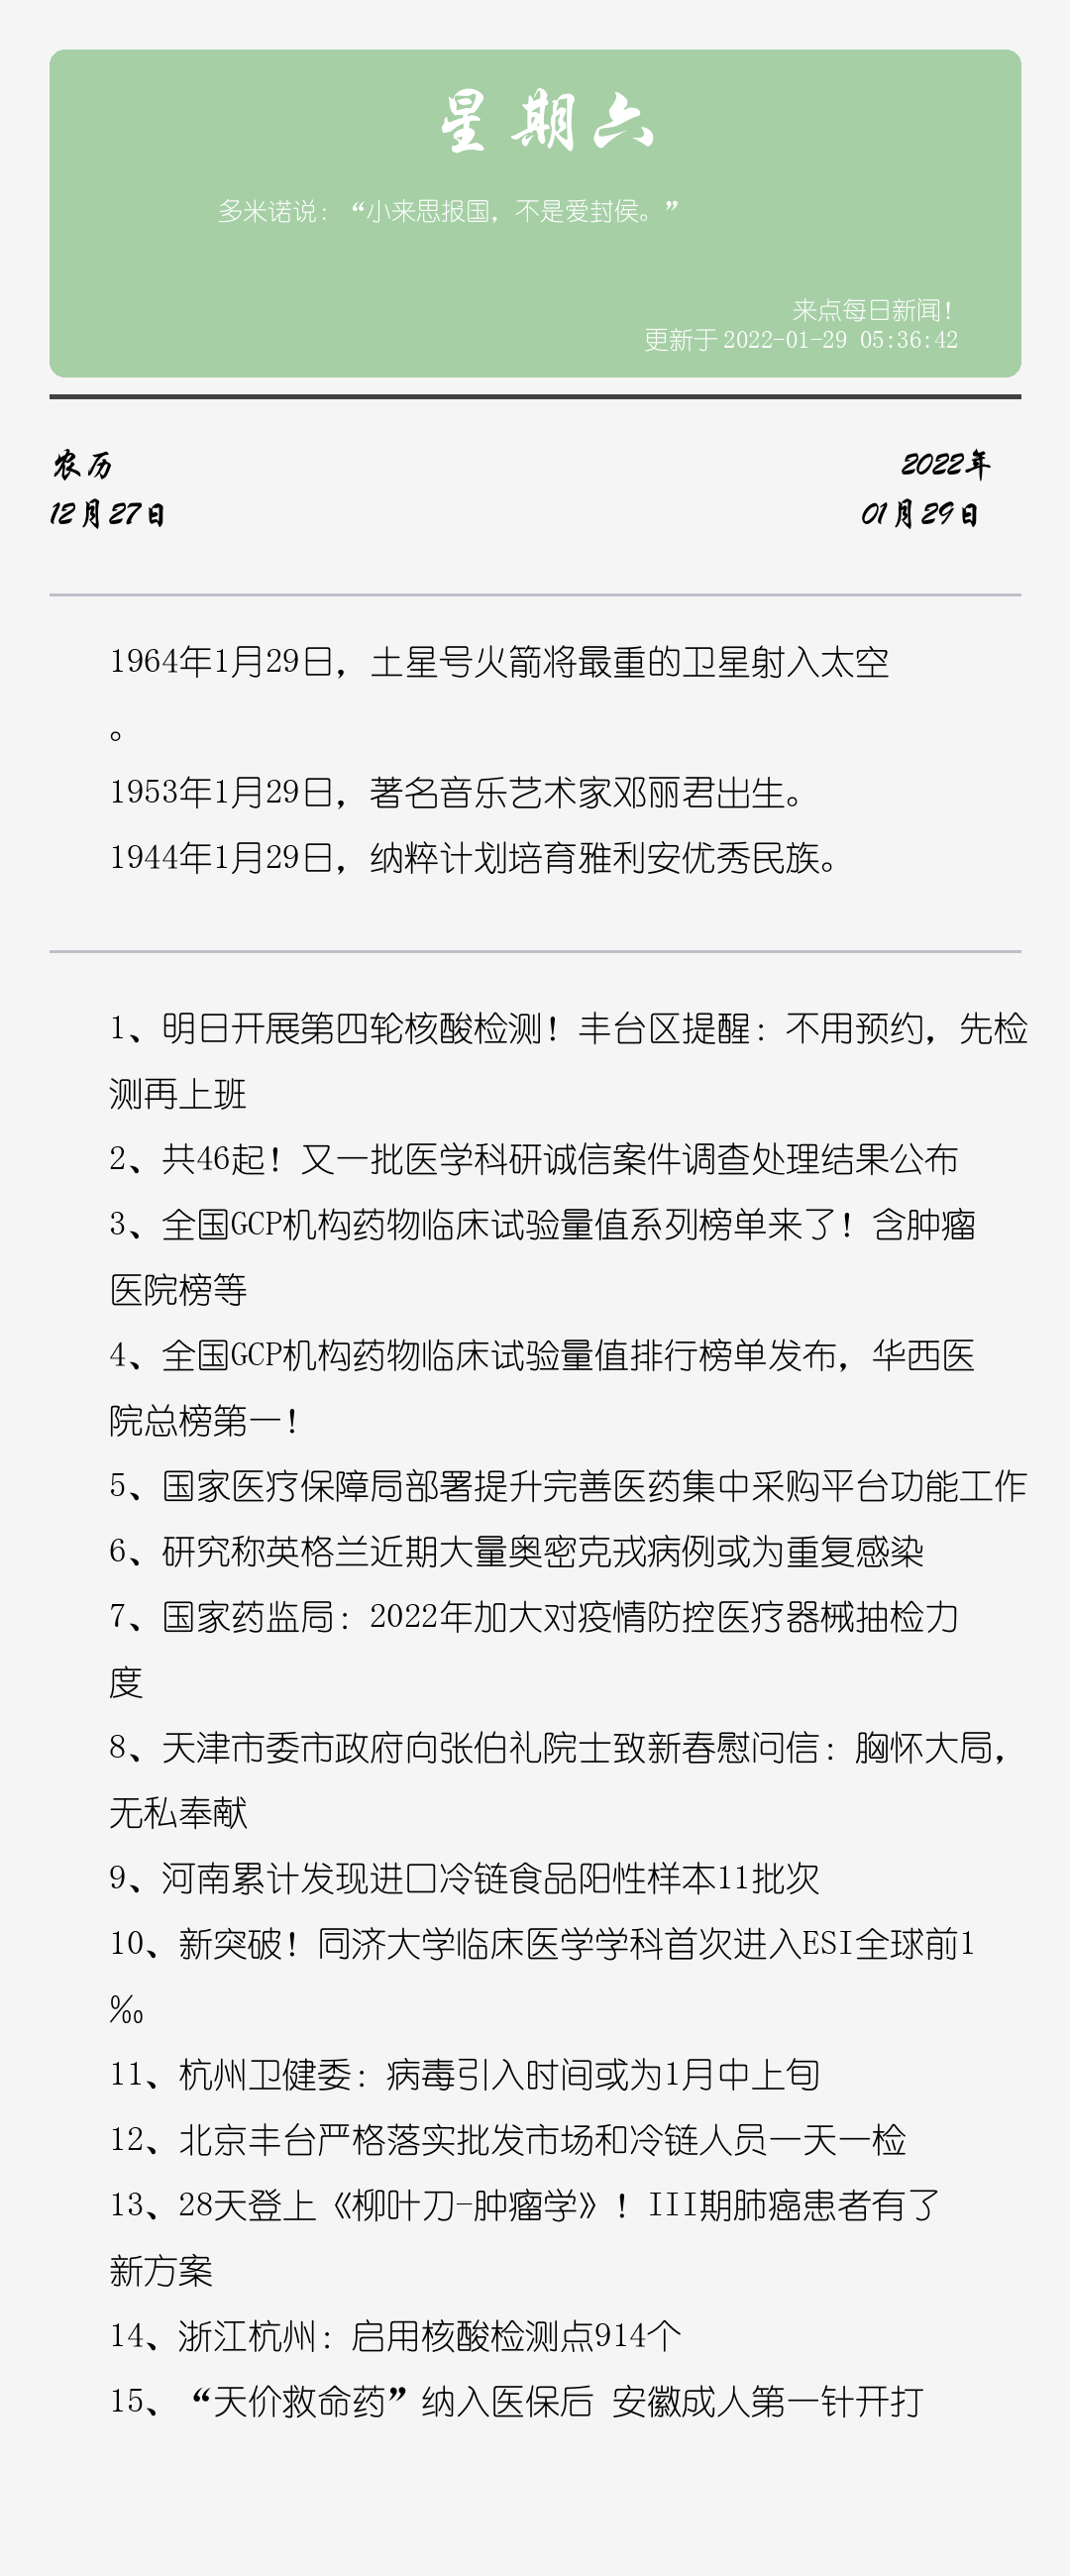 星期六
多米诺说：“小来思报国，不是爱封侯。”
来点每日新闻！
更新于 2022-01-29 05:36:42
农历
12月27日
2022年
01月29日
1964年1月29日，土星号火箭将最重的卫星射入太空
。
1953年1月29日，著名音乐艺术家邓丽君出生。
1944年1月29日，纳粹计划培育雅利安优秀民族。
1、明日开展第四轮核酸检测！丰台区提醒：不用预约，先检
测再上班
2、共46起！又一批医学科研诚信案件调查处理结果公布
3、全国GCP机构药物临床试验量值系列榜单来了！含肿瘤
医院榜等
4、全国GCP机构药物临床试验量值排行榜单发布，华西医
院总榜第一！
5、国家医疗保障局部署提升完善医药集中采购平台功能工作
6、研究称英格兰近期大量奥密克戎病例或为重复感染
7、国家药监局：2022年加大对疫情防控医疗器械抽检力
度
8、天津市委市政府向张伯礼院士致新春慰问信：胸怀大局，
无私奉献
9、河南累计发现进口冷链食品阳性样本11批次
10、新突破！同济大学临床医学学科首次进入ESI全球前1
‰
11、杭州卫健委：病毒引入时间或为1月中上旬
12、北京丰台严格落实批发市场和冷链人员一天一检
13、28天登上《柳叶刀-肿瘤学》！III期肺癌患者有了
新方案
14、浙江杭州：启用核酸检测点914个
15、“天价救命药”纳入医保后 安徽成人第一针开打